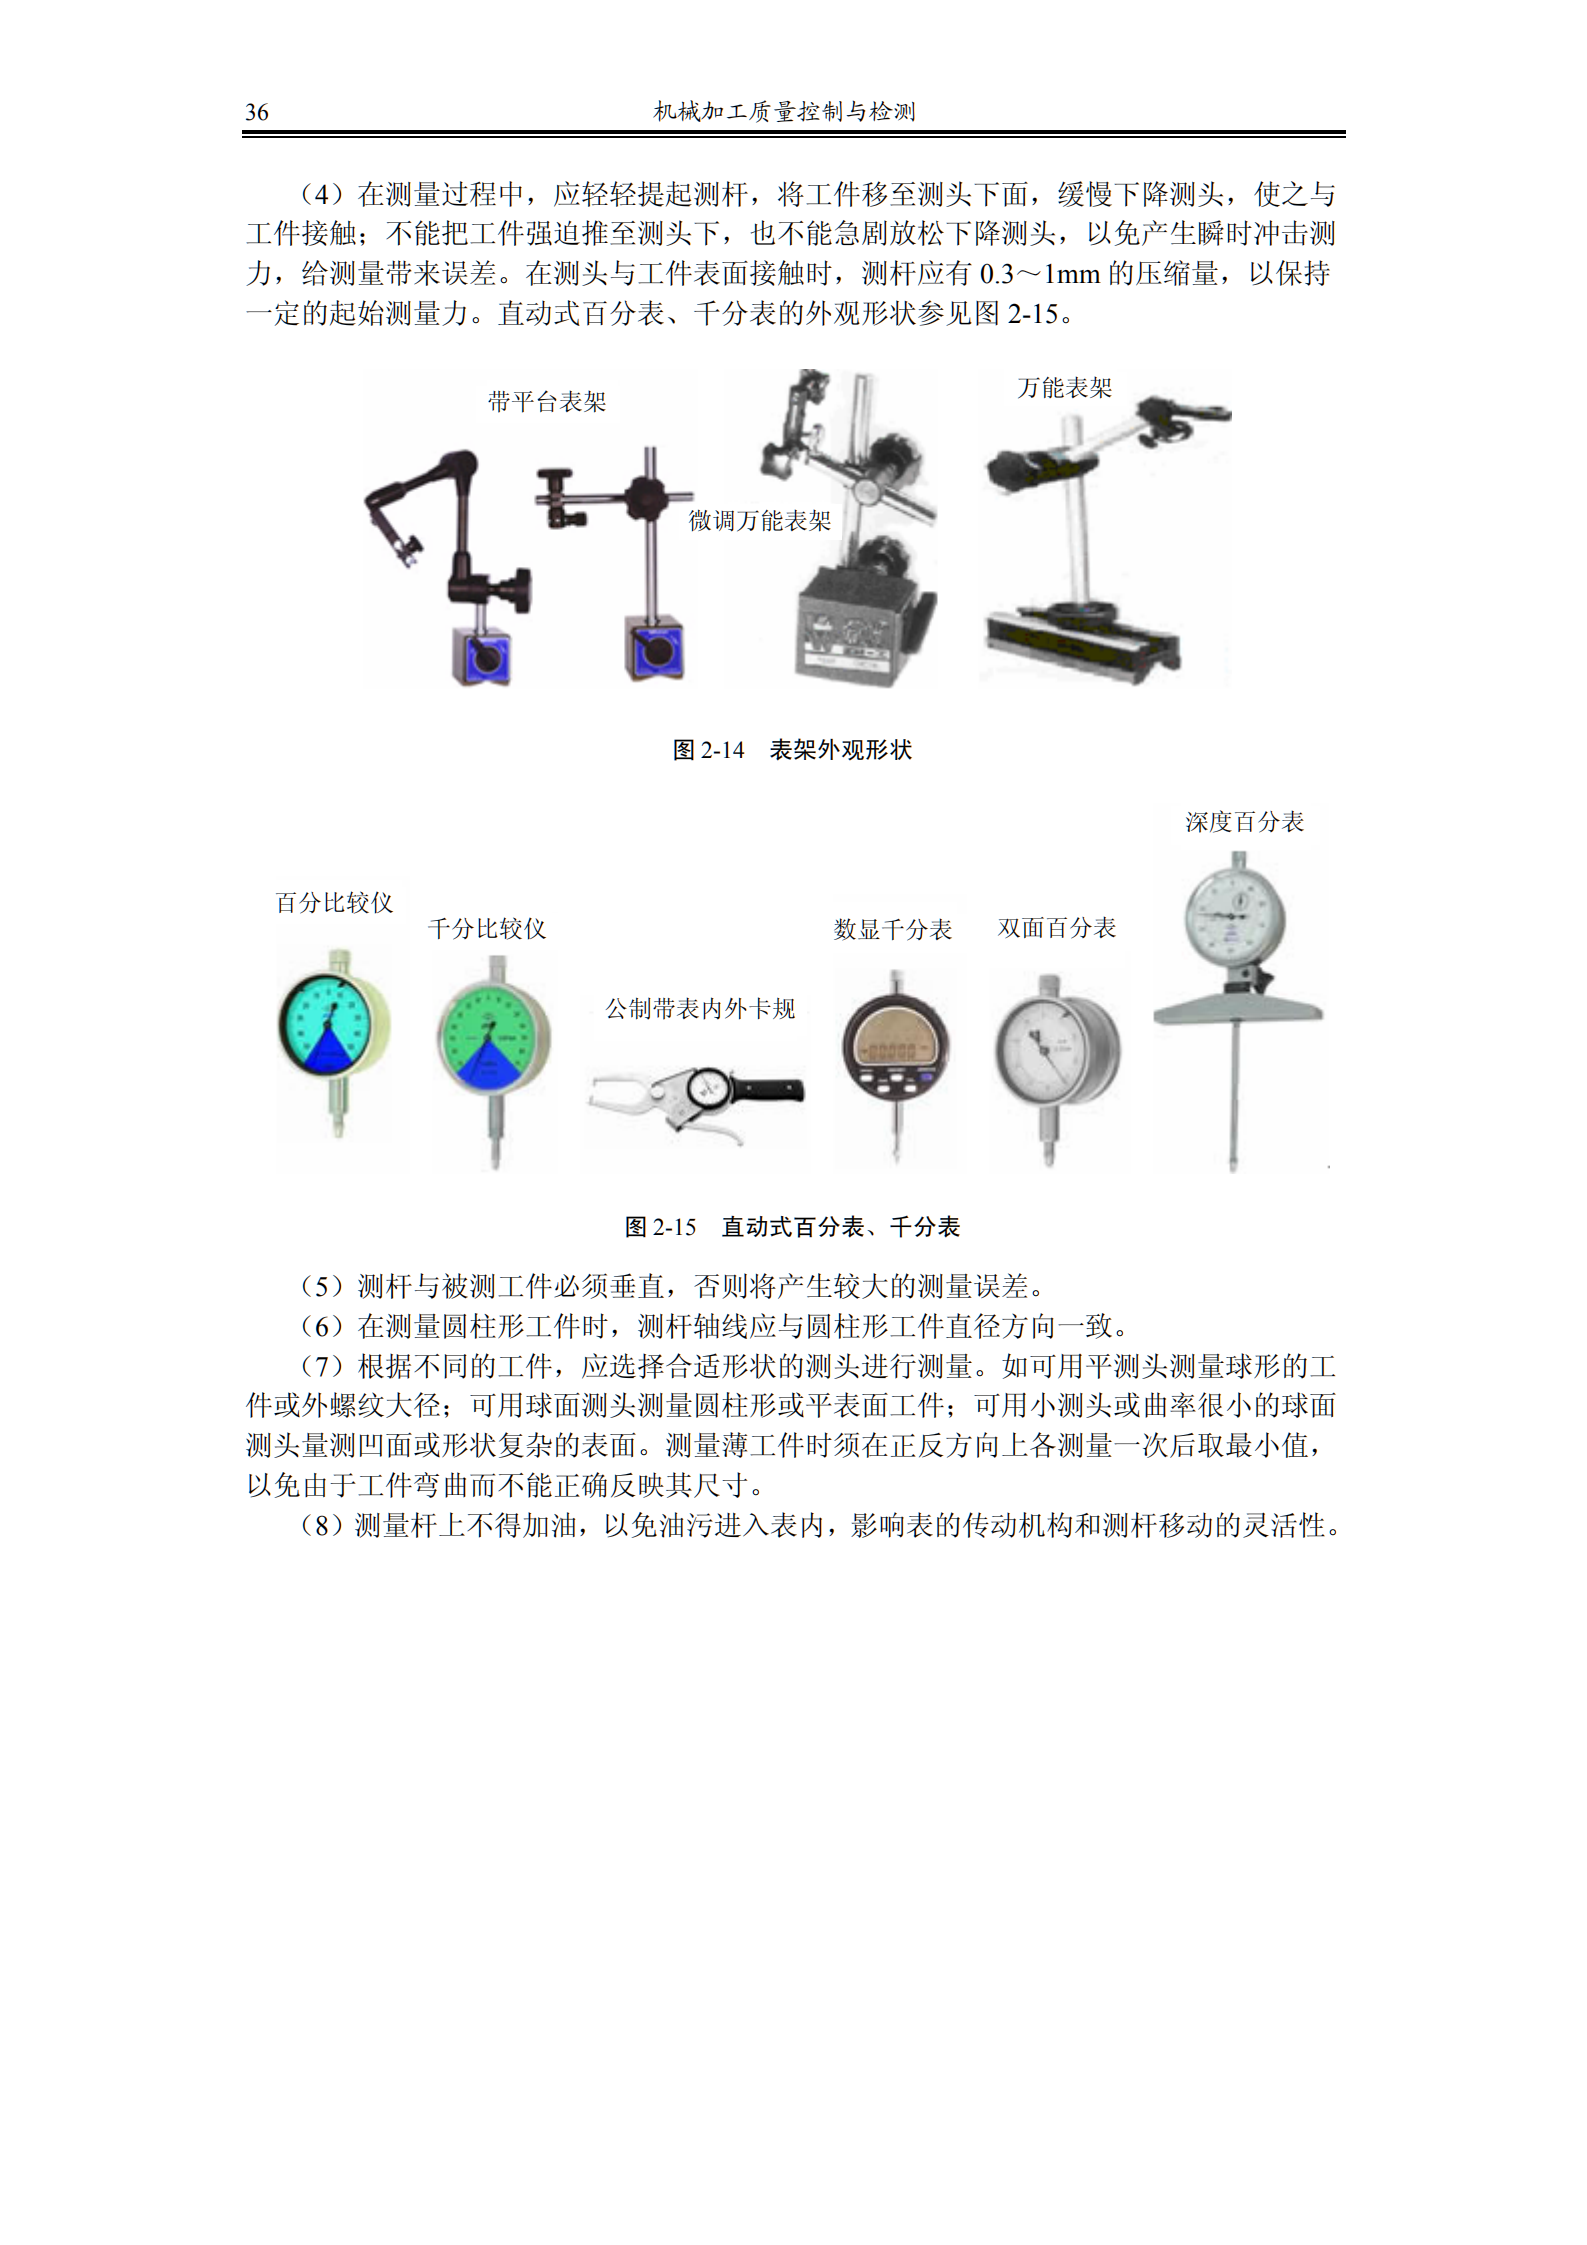 36
机械加工质量控制与检测
（4）在测量过程中，应轻轻提起测杆，将工件移至测头下面，缓慢下降测头，使之与
工件接触；不能把工件强迫推至测头下，也不能急剧放松下降测头，以免产生瞬时冲击测
力，给测量带来误差。在测头与工件表面接触时，测杆应有 0.3～1mm 的压缩量，以保持
一定的起始测量力。直动式百分表、千分表的外观形状参见图 2-15。
带平台表架
万能表架
微调万能表架
图 2-14 表架外观形状
深度百分表
百分比较仪
千分比较仪
数显千分表
双面百分表
公制带表内外卡规
图 2-15 直动式百分表、千分表
（5）测杆与被测工件必须垂直，否则将产生较大的测量误差。
（6）在测量圆柱形工件时，测杆轴线应与圆柱形工件直径方向一致。
（7）根据不同的工件，应选择合适形状的测头进行测量。如可用平测头测量球形的工
件或外螺纹大径；可用球面测头测量圆柱形或平表面工件；可用小测头或曲率很小的球面
测头量测凹面或形状复杂的表面。测量薄工件时须在正反方向上各测量一次后取最小值，
以免由于工件弯曲而不能正确反映其尺寸。
（8）测量杆上不得加油，以免油污进入表内，影响表的传动机构和测杆移动的灵活性。